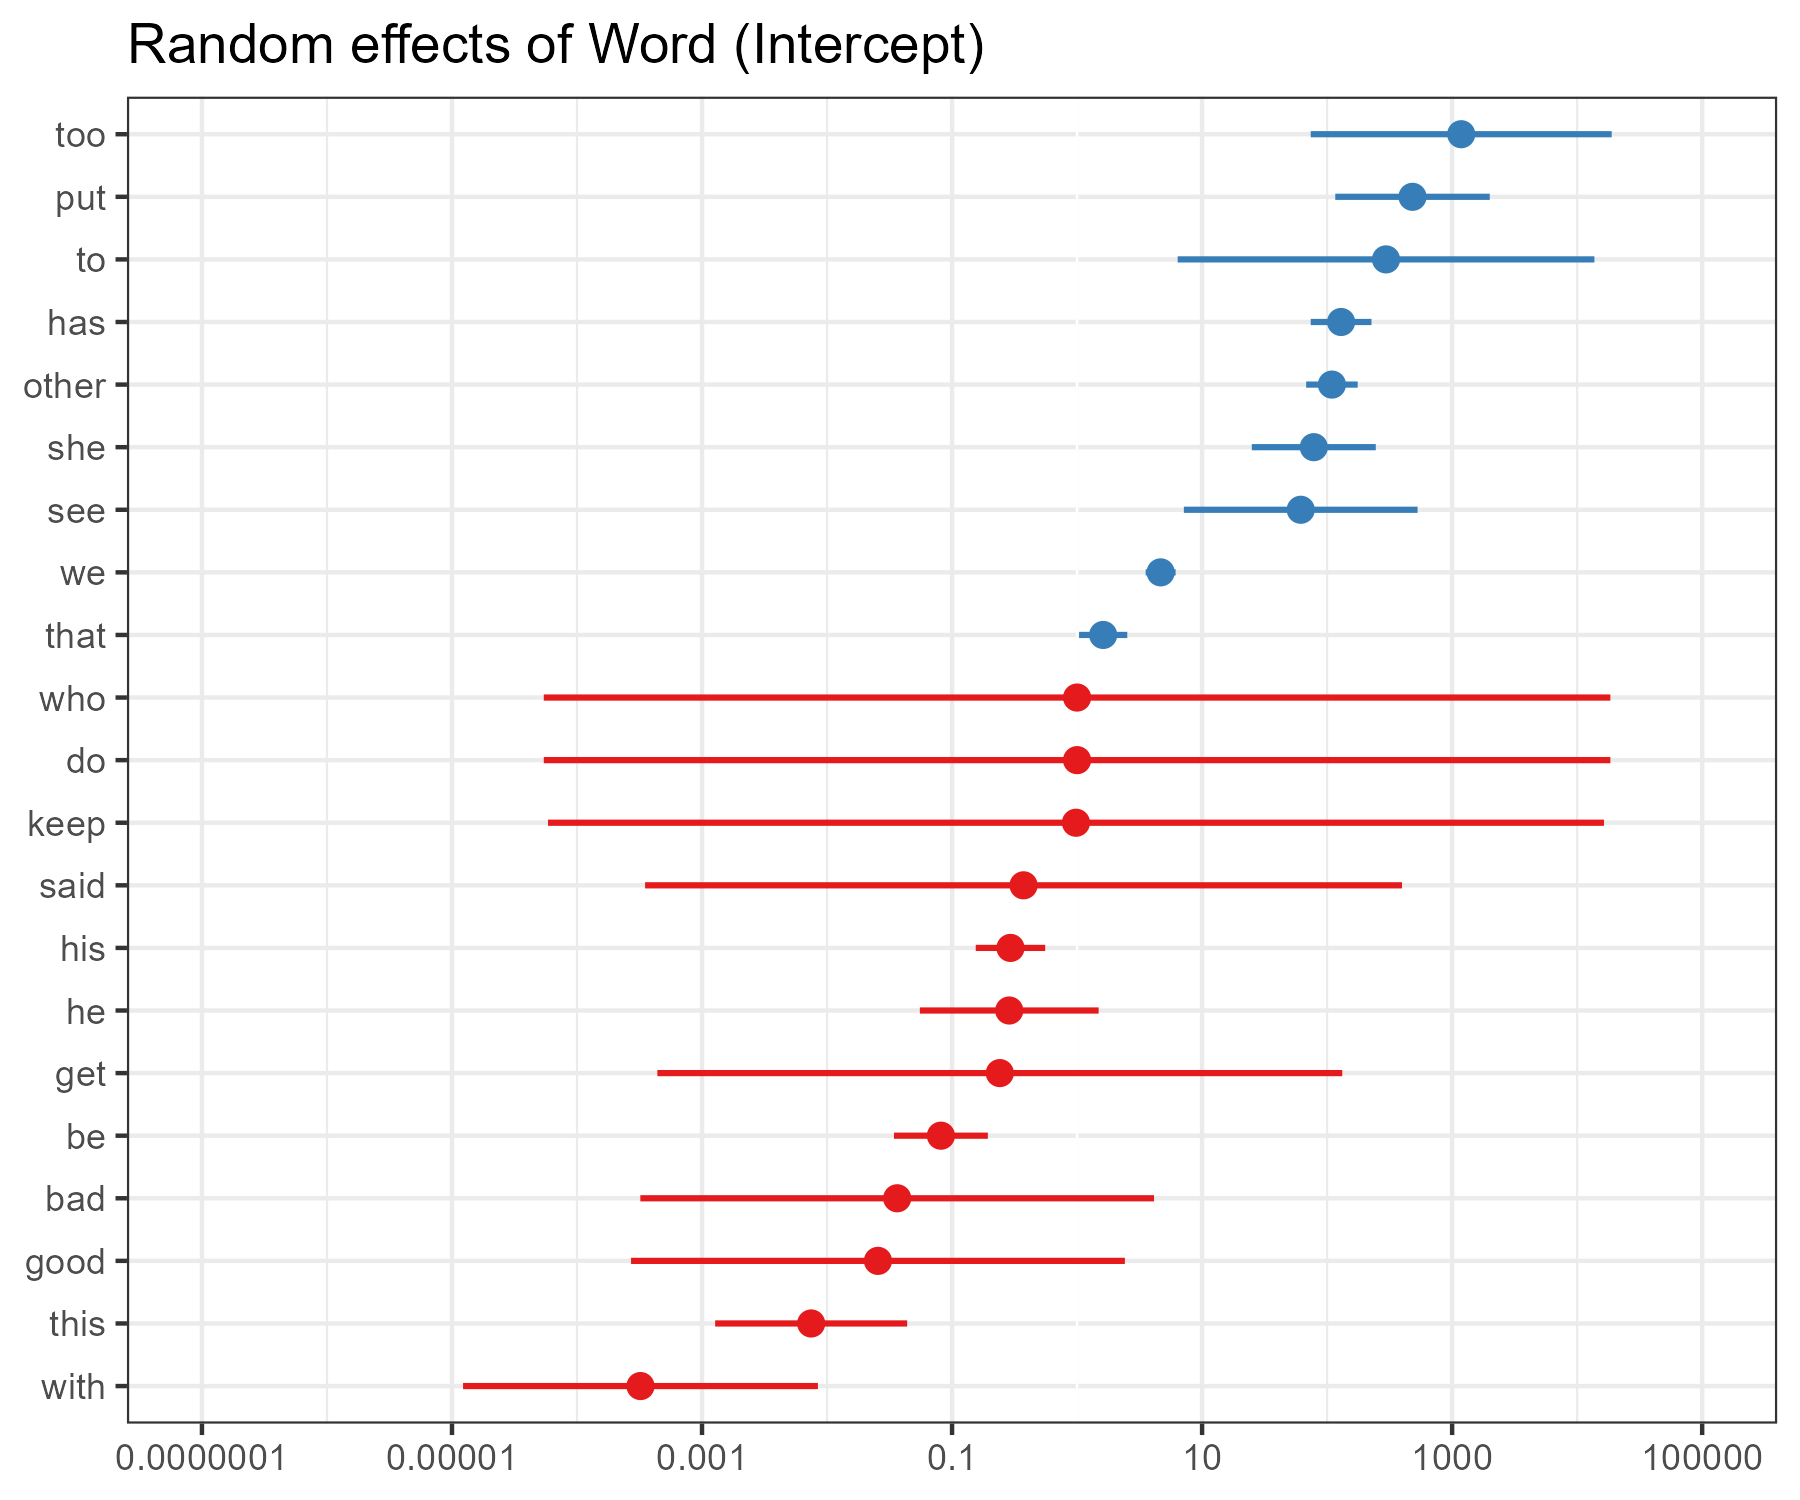 Random effects of Word (Intercept)
too
put
to
has
other
she
see
we
that
who
do
keep
said
his
he
get
be
bad
good
this
with
0.0000001 0.00001 0.001 0.1 10 1000 100000